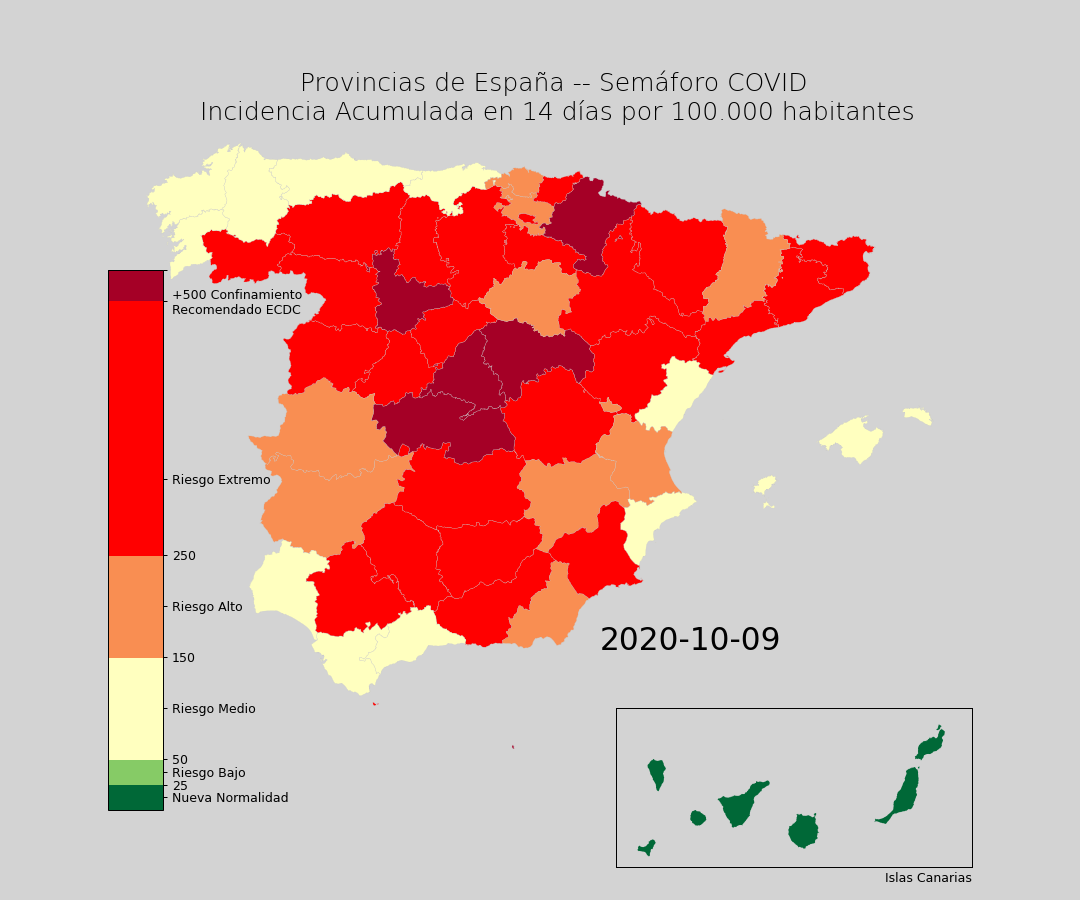 Provincias de España -- Semáforo COVID
Incidencia Acumulada en 14 días por 100.000 habitantes
+500 Confinamiento
Recomendado ECDC
Riesgo Extremo
250
Riesgo Alto
150
Riesgo Medio
50
Riesgo Bajo
25
Nueva Normalidad
2020-10-09
Islas Canarias